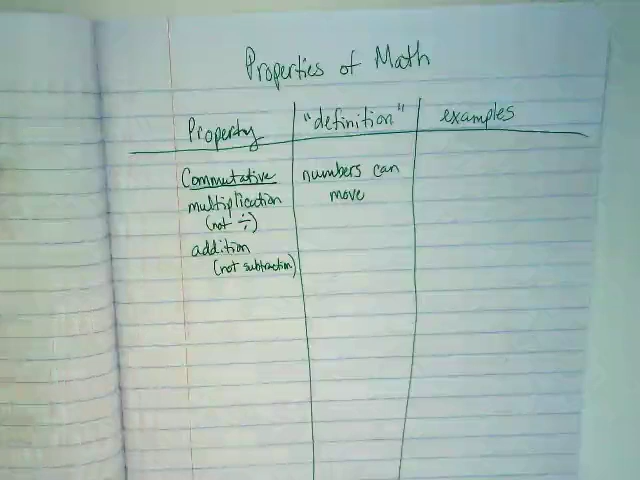 Properties of Math
Property "definition" examples
Commutative numbers can
multiplication move
(not ÷)
addition
(not subtraction)